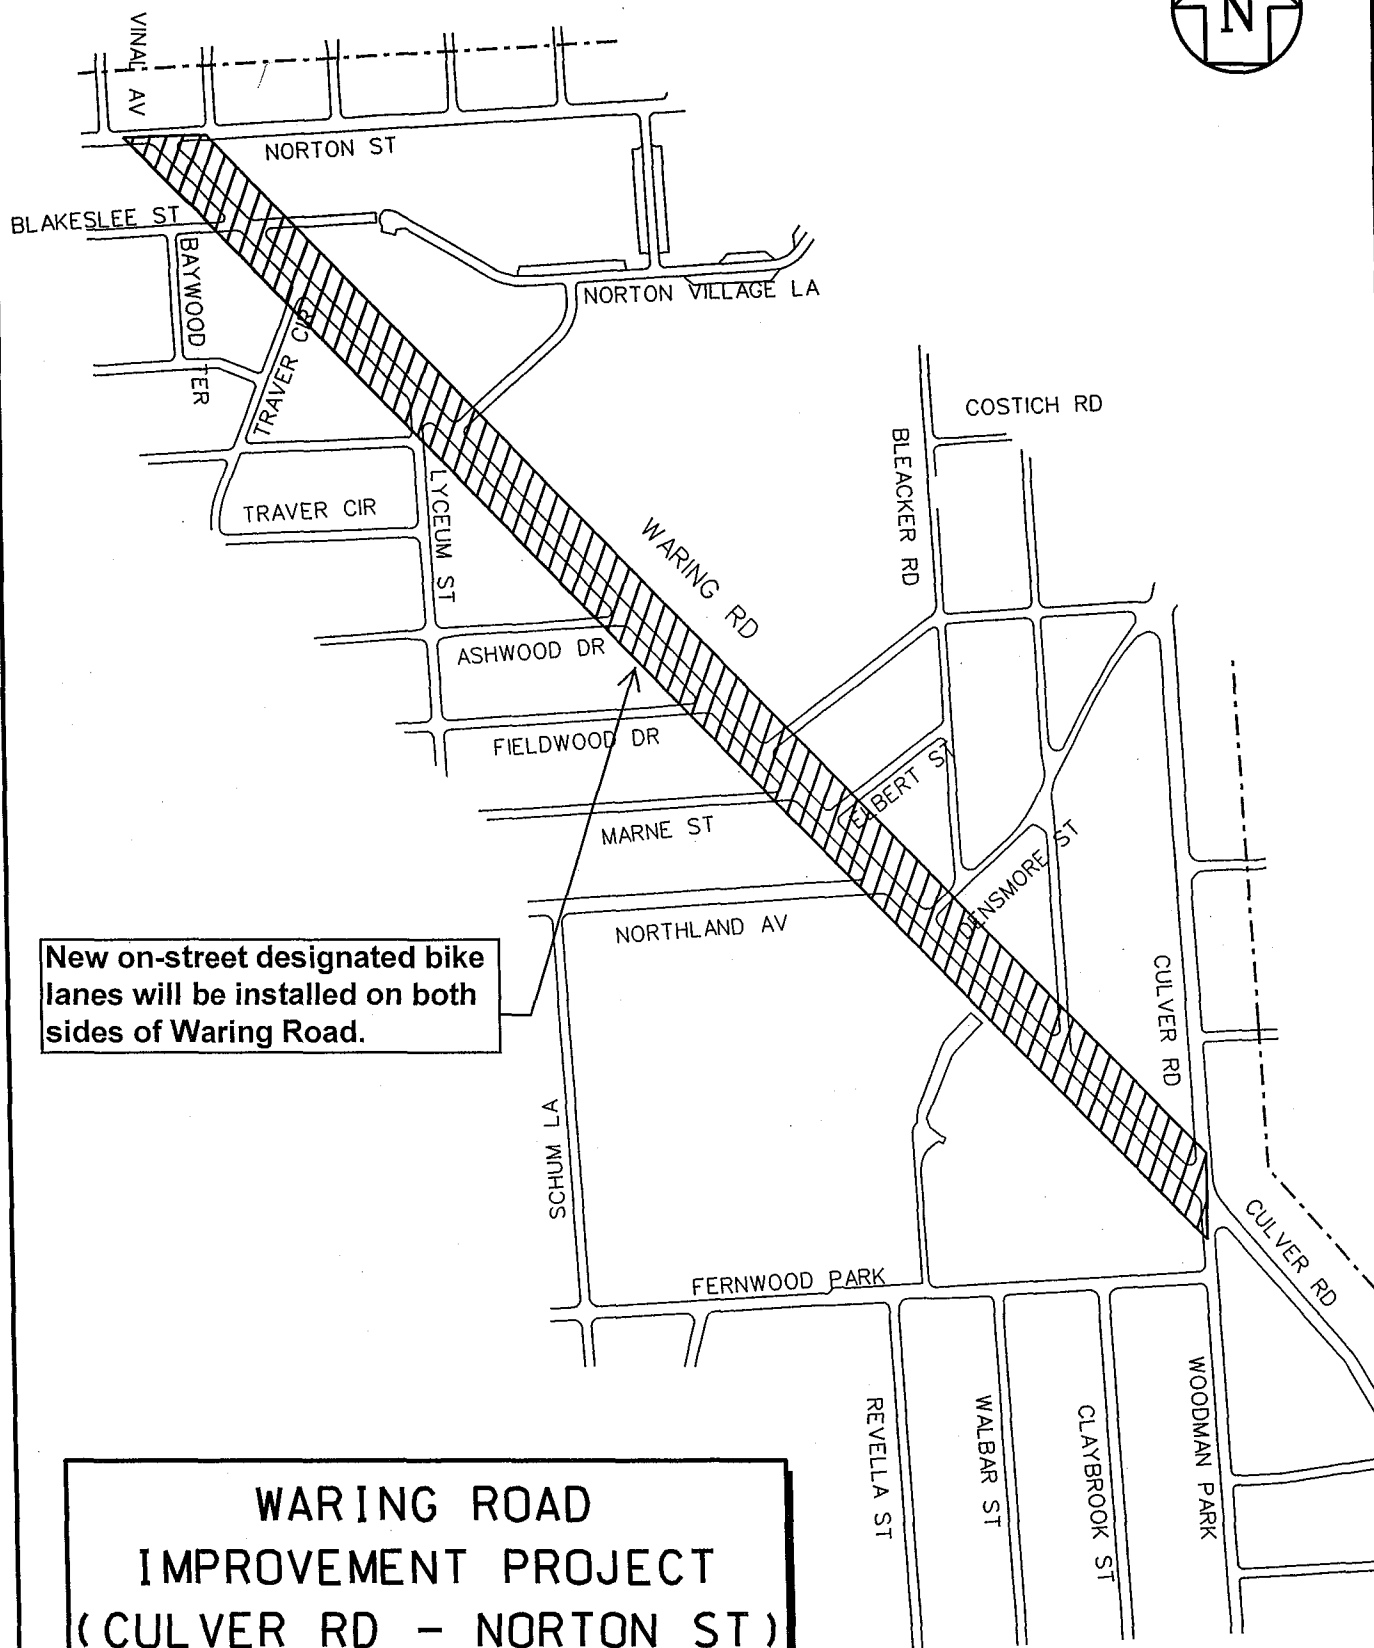 N
VINAL AV
NORTON ST
BLAKESLEE ST
BAYWOOD TER
TRAVER CIR
NORTON VILLAGE LA
COSTICH RD
BLEACKER RD
TRAVER CIR
LYCEUM ST
WARING RD
ASHWOOD DR
FIELDWOOD DR
ELBERT ST
MARNE ST
DENSMORE ST
NORTHLAND AV
New on-street designated bike
lanes will be installed on both
sides of Waring Road.
CULVER RD
SCHUM LA
CULVER RD
FERNWOOD PARK
REVELLA ST
WALBAR ST
CLAYBROOK ST
WOODMAN PARK
WARING ROAD
IMPROVEMENT PROJECT
(CULVER RD - NORTON ST)